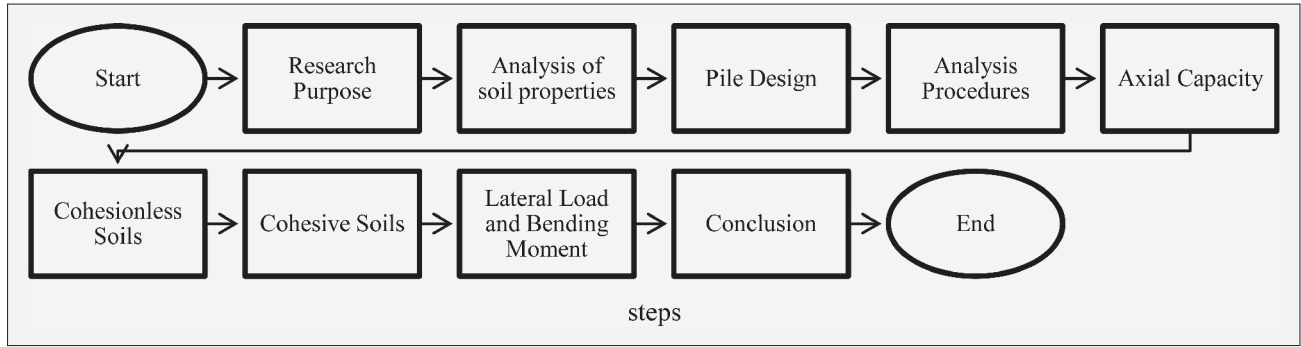 Start
Research
Purpose
Analysis of
soil properties
Pile Design
Analysis
Procedures
Axial Capacity
Cohesionless
Soils
Cohesive Soils
Lateral Load
and Bending
Moment
Conclusion
End
steps